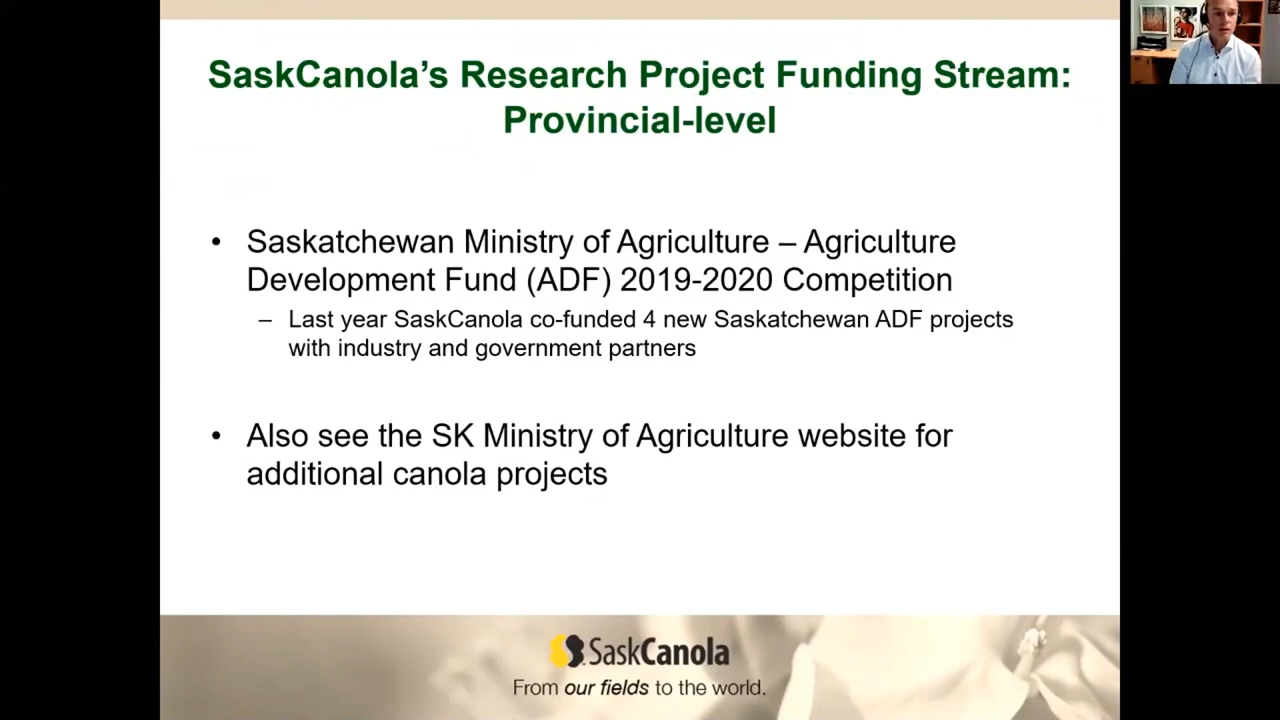 SaskCanola’s Research Project Funding Stream:
Provincial-level
• Saskatchewan Ministry of Agriculture – Agriculture
Development Fund (ADF) 2019-2020 Competition
– Last year SaskCanola co-funded 4 new Saskatchewan ADF projects
with industry and government partners
• Also see the SK Ministry of Agriculture website for
additional canola projects
SaskCanola
From our fields to the world.